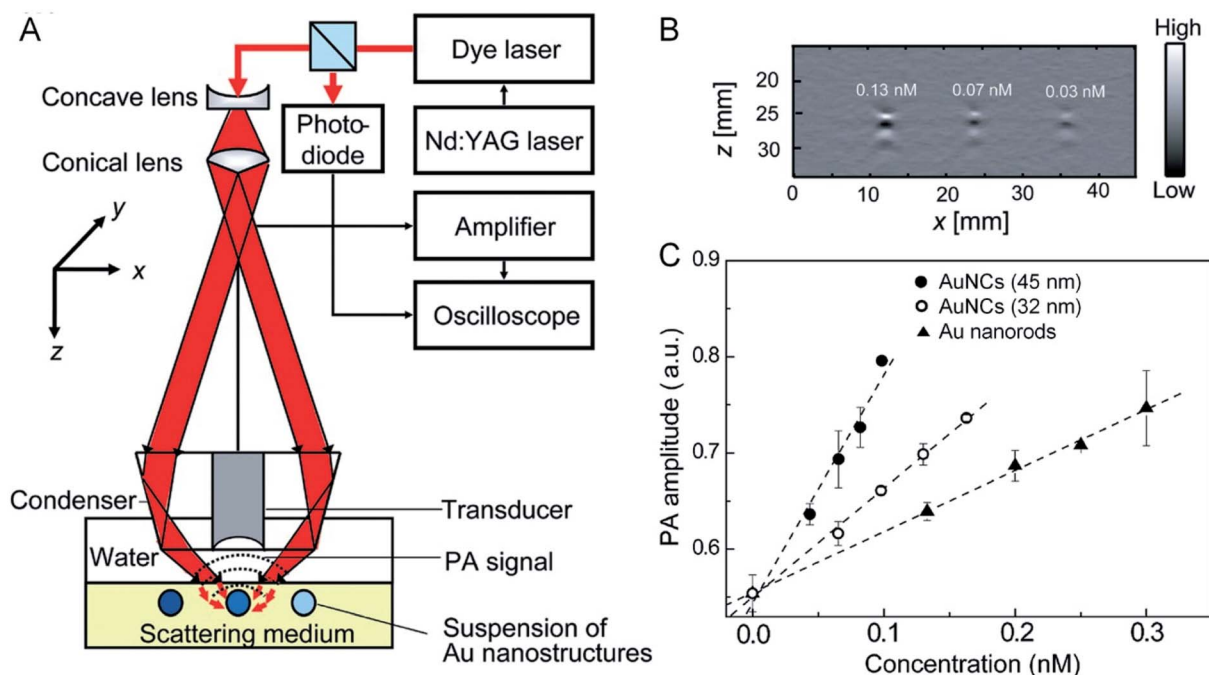 A
Dye laser
Nd:YAG laser
Photo-
diode
Amplifier
Oscilloscope
Concave lens
Conical lens
y
x
z
Condenser
Transducer
Water
PA signal
Scattering medium
Suspension of
Au nanostructures
B
High
Low
0.13 nM
0.07 nM
0.03 nM
z [mm]
20
25
30
0
10
20
30
40
x [mm]
C
AuNCs (45 nm)
AuNCs (32 nm)
Au nanorods
PA amplitude (a.u.)
0.9
0.8
0.7
0.6
0.0
0.1
0.2
0.3
Concentration (nM)